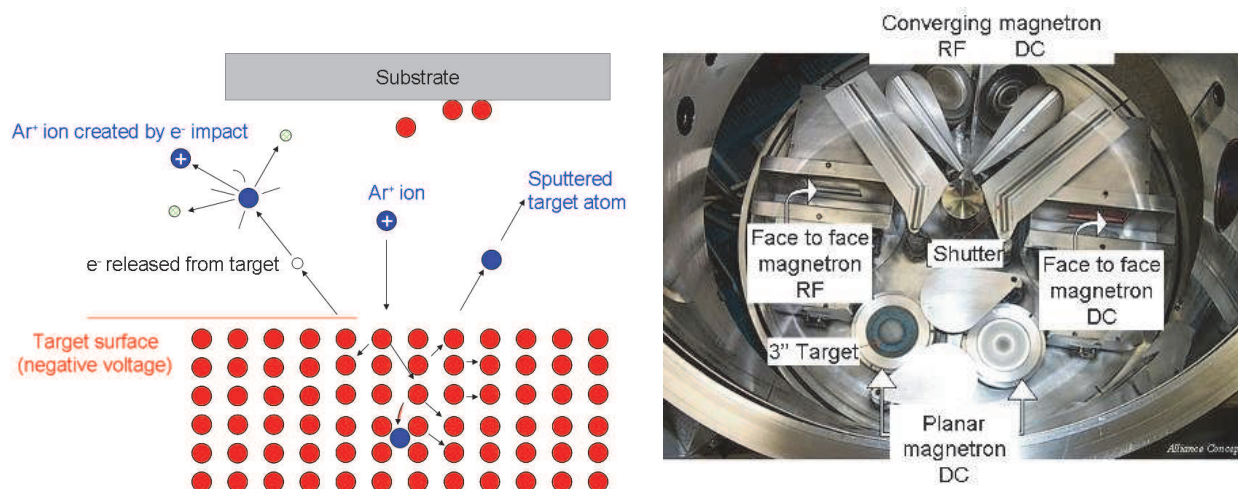 Substrate
Ar⁺ ion created by e⁻ impact
Ar⁺ ion
Sputtered
target atom
e⁻ released from target
Target surface
(negative voltage)
+
+
Converging magnetron
RF DC
Face to face
magnetron
RF
Shutter
Face to face
magnetron
DC
3’’ Target
Planar
magnetron
DC
Alliance Concept